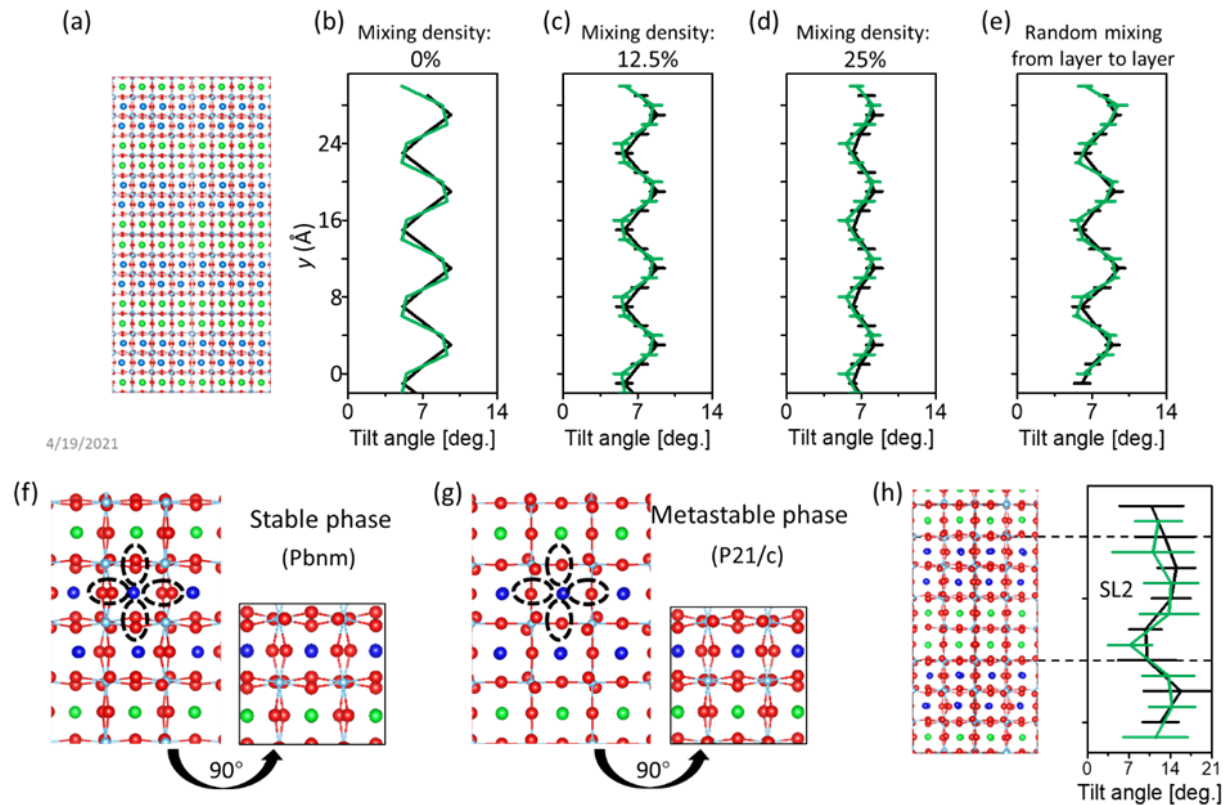 (a)
(b)
Mixing density:
0%
(c)
Mixing density:
12.5%
(d)
Mixing density:
25%
(e)
Random mixing
from layer to layer
y (Å)
24
16
8
0
0 7 14
Tilt angle [deg.]
0 7 14
Tilt angle [deg.]
0 7 14
Tilt angle [deg.]
0 7 14
Tilt angle [deg.]
4/19/2021
(f)
Stable phase
(Pbnm)
90°
(g)
Metastable phase
(P21/c)
90°
(h)
SL2
0 7 14 21
Tilt angle [deg.]